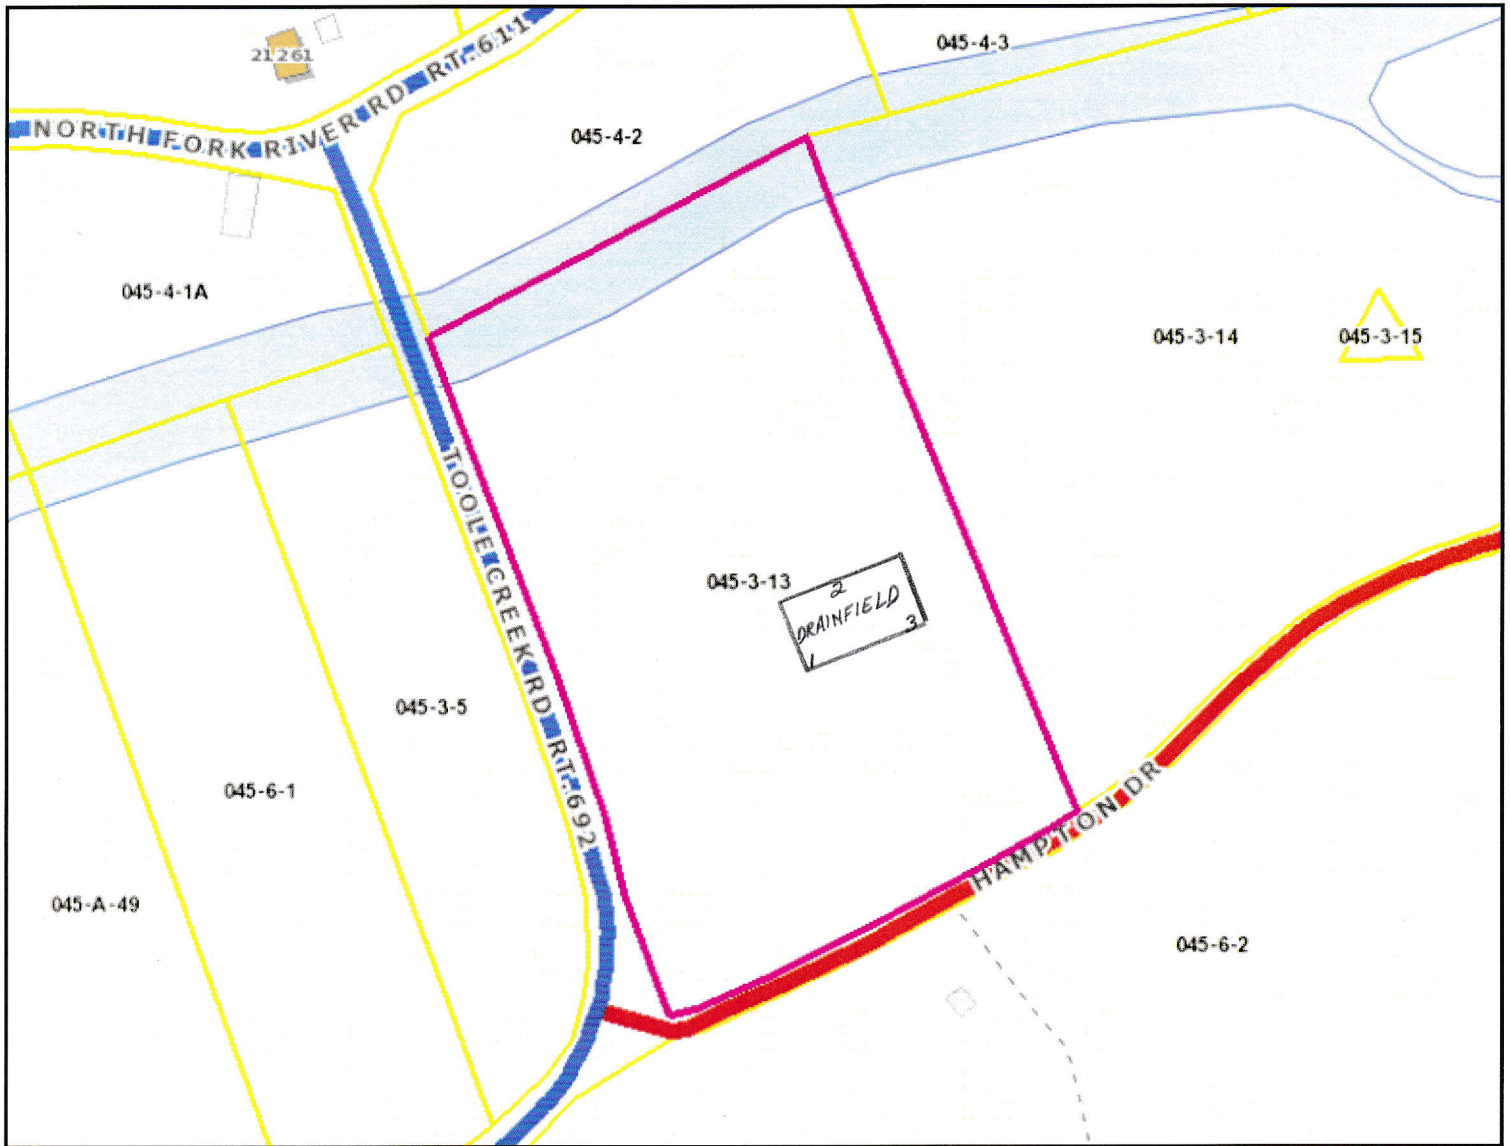 045-4-3
21261
NORTH FORK RIVER RD RT. 611
045-4-2
045-4-1A
045-3-14
045-3-15
TOOLE CREEK RD RT. 692
045-3-13
2
DRAINFIELD
3
1
045-3-5
045-6-1
HAMPTON DR
045-A-49
045-6-2